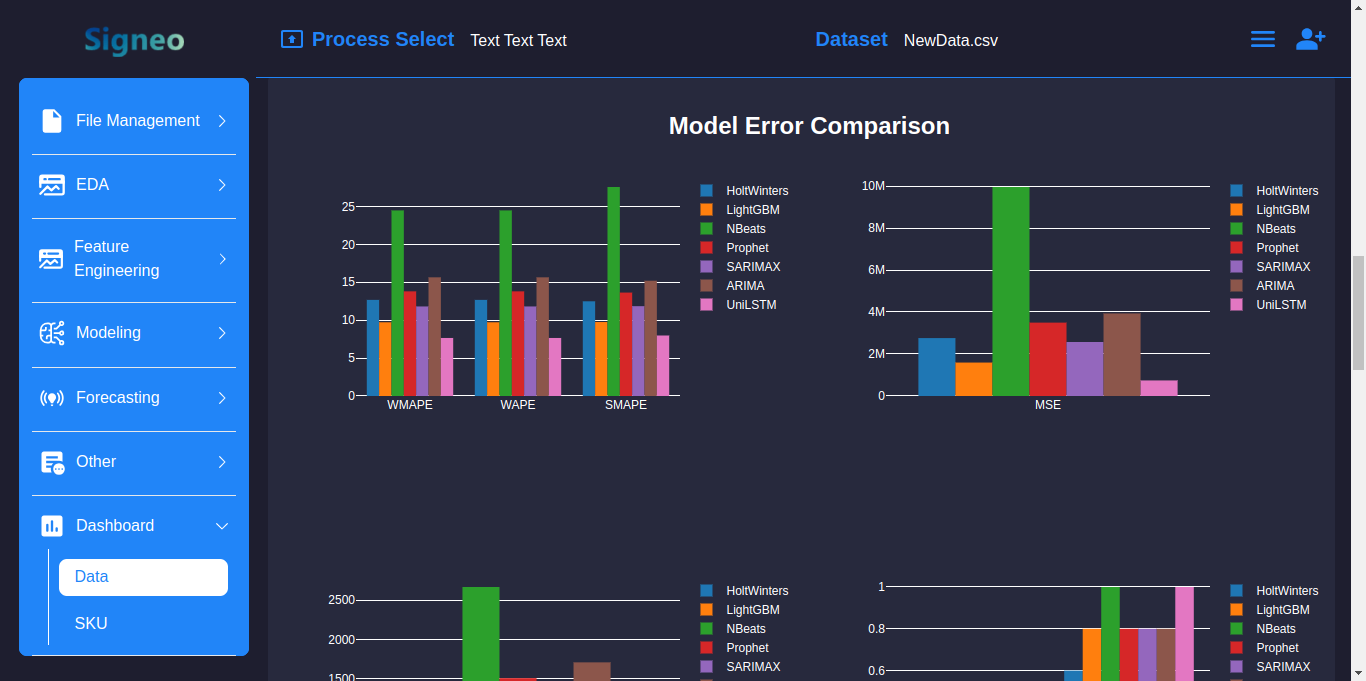 Signeo
Process Select Text Text Text
Dataset NewData.csv
File Management
EDA
Feature
Engineering
Modeling
Forecasting
Other
Dashboard
Data
SKU
Model Error Comparison
25
20
15
10
5
0
WMAPE WAPE SMAPE
HoltWinters
LightGBM
NBeats
Prophet
SARIMAX
ARIMA
UniLSTM
10M
8M
6M
4M
2M
0
MSE
HoltWinters
LightGBM
NBeats
Prophet
SARIMAX
ARIMA
UniLSTM
2500
2000
1500
HoltWinters
LightGBM
NBeats
Prophet
SARIMAX
1
0.8
0.6
HoltWinters
LightGBM
NBeats
Prophet
SARIMAX